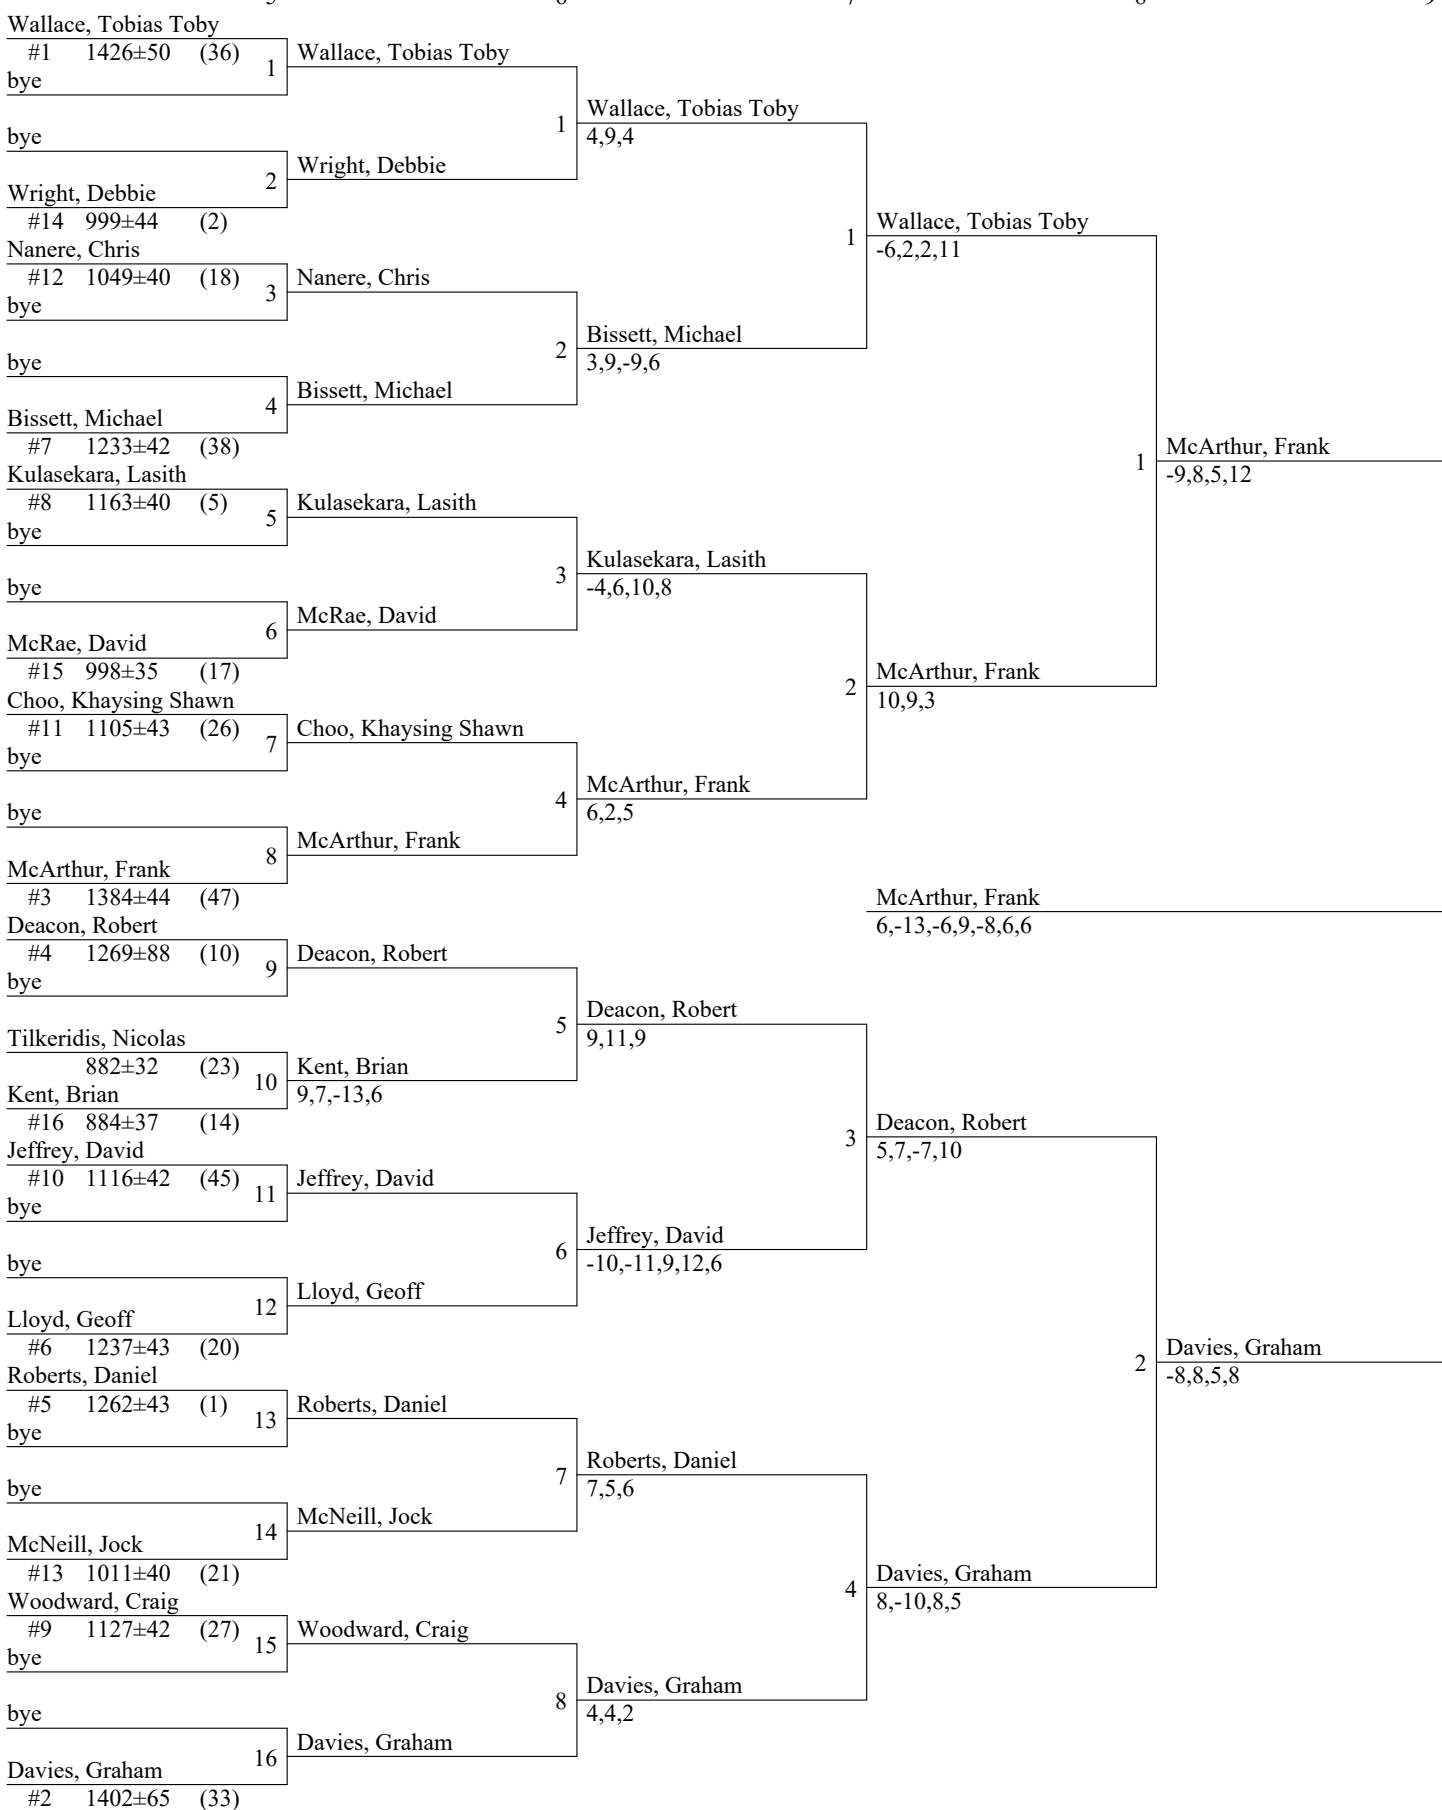 5 6 7 8 9
Wallace, Tobias Toby
#1 1426±50 (36)
bye
1
Wallace, Tobias Toby
bye
Wright, Debbie
#14 999±44 (2)
2
Wright, Debbie
1
Wallace, Tobias Toby
4,9,4
Nanere, Chris
#12 1049±40 (18)
bye
3
Nanere, Chris
bye
Bissett, Michael
#7 1233±42 (38)
4
Bissett, Michael
2
Bissett, Michael
3,9,-9,6
1
Wallace, Tobias Toby
-6,2,2,11
Kulasekara, Lasith
#8 1163±40 (5)
bye
5
Kulasekara, Lasith
bye
McRae, David
#15 998±35 (17)
6
McRae, David
3
Kulasekara, Lasith
-4,6,10,8
Choo, Khaysing Shawn
#11 1105±43 (26)
bye
7
Choo, Khaysing Shawn
bye
McArthur, Frank
#3 1384±44 (47)
8
McArthur, Frank
4
McArthur, Frank
6,2,5
2
McArthur, Frank
10,9,3
1
McArthur, Frank
-9,8,5,12
McArthur, Frank
6,-13,-6,9,-8,6,6
Deacon, Robert
#4 1269±88 (10)
bye
9
Deacon, Robert
Tilkeridis, Nicolas
882±32 (23)
Kent, Brian
#16 884±37 (14)
10
Kent, Brian
9,7,-13,6
5
Deacon, Robert
9,11,9
Jeffrey, David
#10 1116±42 (45)
bye
11
Jeffrey, David
bye
Lloyd, Geoff
#6 1237±43 (20)
12
Lloyd, Geoff
6
Jeffrey, David
-10,-11,9,12,6
3
Deacon, Robert
5,7,-7,10
Roberts, Daniel
#5 1262±43 (1)
bye
13
Roberts, Daniel
bye
McNeill, Jock
#13 1011±40 (21)
14
McNeill, Jock
7
Roberts, Daniel
7,5,6
Woodward, Craig
#9 1127±42 (27)
bye
15
Woodward, Craig
bye
Davies, Graham
#2 1402±65 (33)
16
Davies, Graham
8
Davies, Graham
4,4,2
4
Davies, Graham
8,-10,8,5
2
Davies, Graham
-8,8,5,8